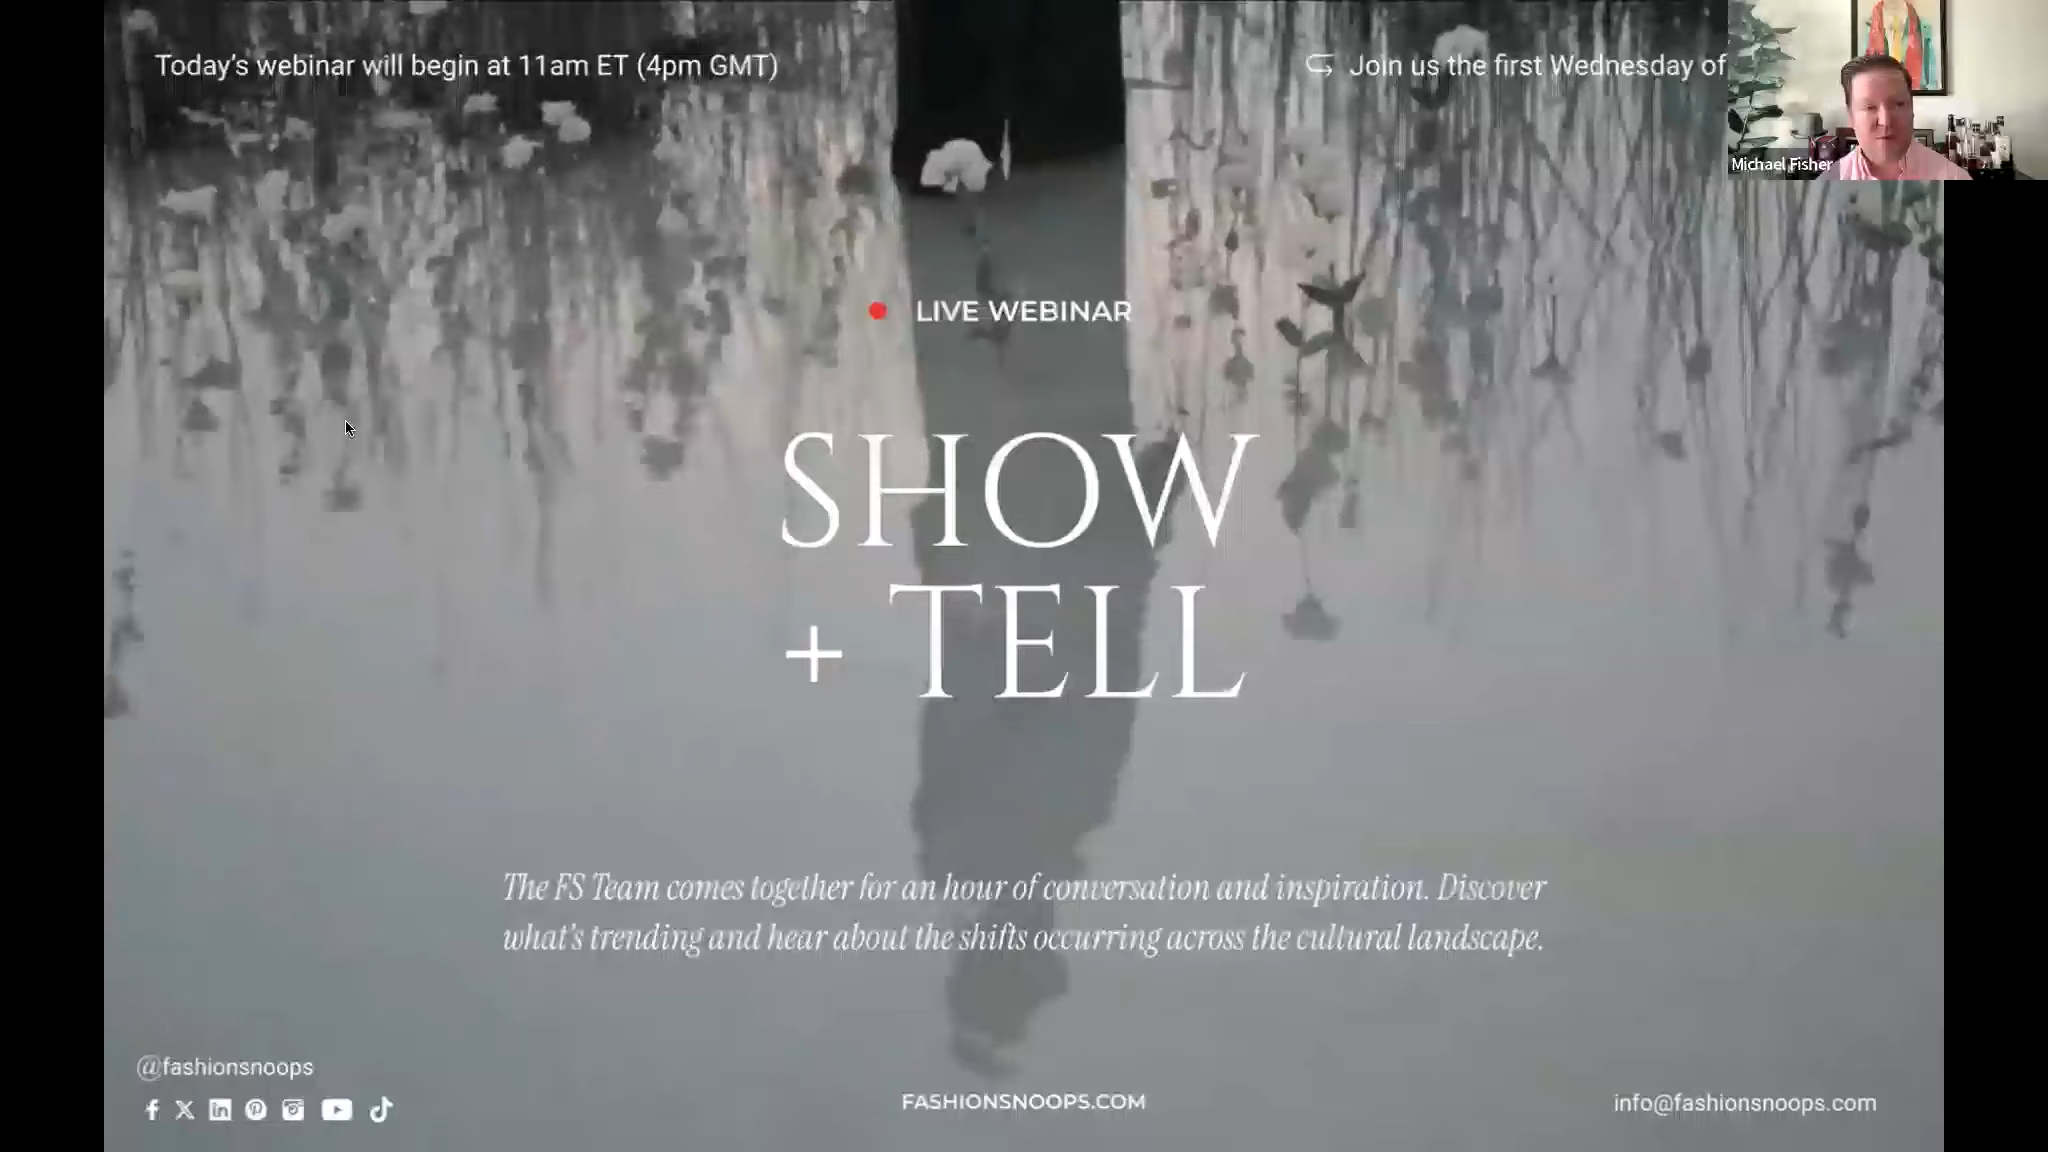 Today's webinar will begin at 11am ET (4pm GMT)
Join us the first Wednesday of
Michael Fisher
LIVE WEBINAR
SHOW
+ TELL
The FS Team comes together for an hour of conversation and inspiration. Discover
what's trending and hear about the shifts occurring across the cultural landscape.
@fashionsnoops
FASHIONSNOOPS.COM
info@fashionsnoops.com